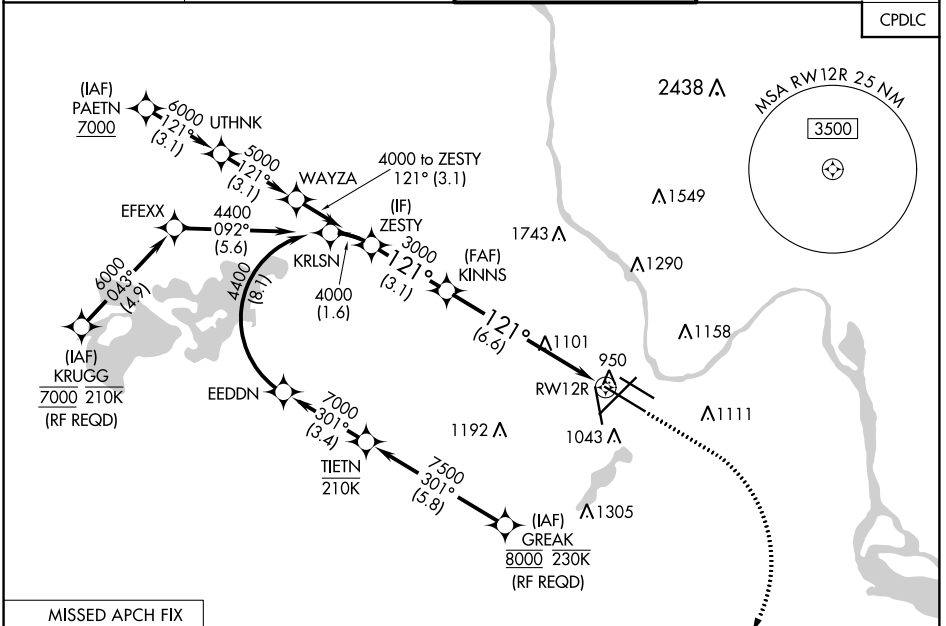 CPDLC
(IAF)
PAETN
7000
6000
121°
(3.1)
UTHNK
5000
121°
(3.1)
WAYZA
4000 to ZESTY
121° (3.1)
2438
MSA RW12R 25 NM
3500
EFEXX
4400
092°
(5.6)
KRLSN
(IF)
ZESTY
3000
121°
(3.1)
1743
1549
(FAF)
KINNS
1290
6000
043°
(4.9)
4400
(8.1)
4000
(1.6)
121°
(6.6)
1101
1158
(IAF)
KRUGG
7000 210K
(RF REQD)
950
RW12R
EEDDN
7000
301°
(3.4)
1192
1043
1111
TIETN
210K
7500
301°
(5.8)
1305
(IAF)
GREAK
8000 230K
(RF REQD)
MISSED APCH FIX